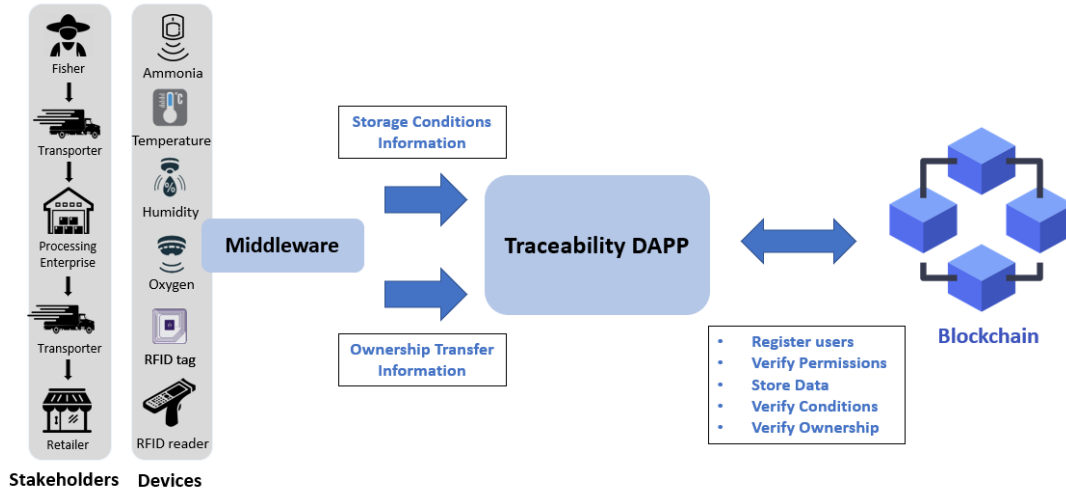 Fisher
Transporter
Processing
Enterprise
Transporter
Retailer
Stakeholders
Ammonia
°C
Temperature
%
Humidity
Oxygen
RFID tag
RFID reader
Devices
Middleware
Storage Conditions
Information
Ownership Transfer
Information
Traceability DAPP
• Register users
• Verify Permissions
• Store Data
• Verify Conditions
• Verify Ownership
Blockchain